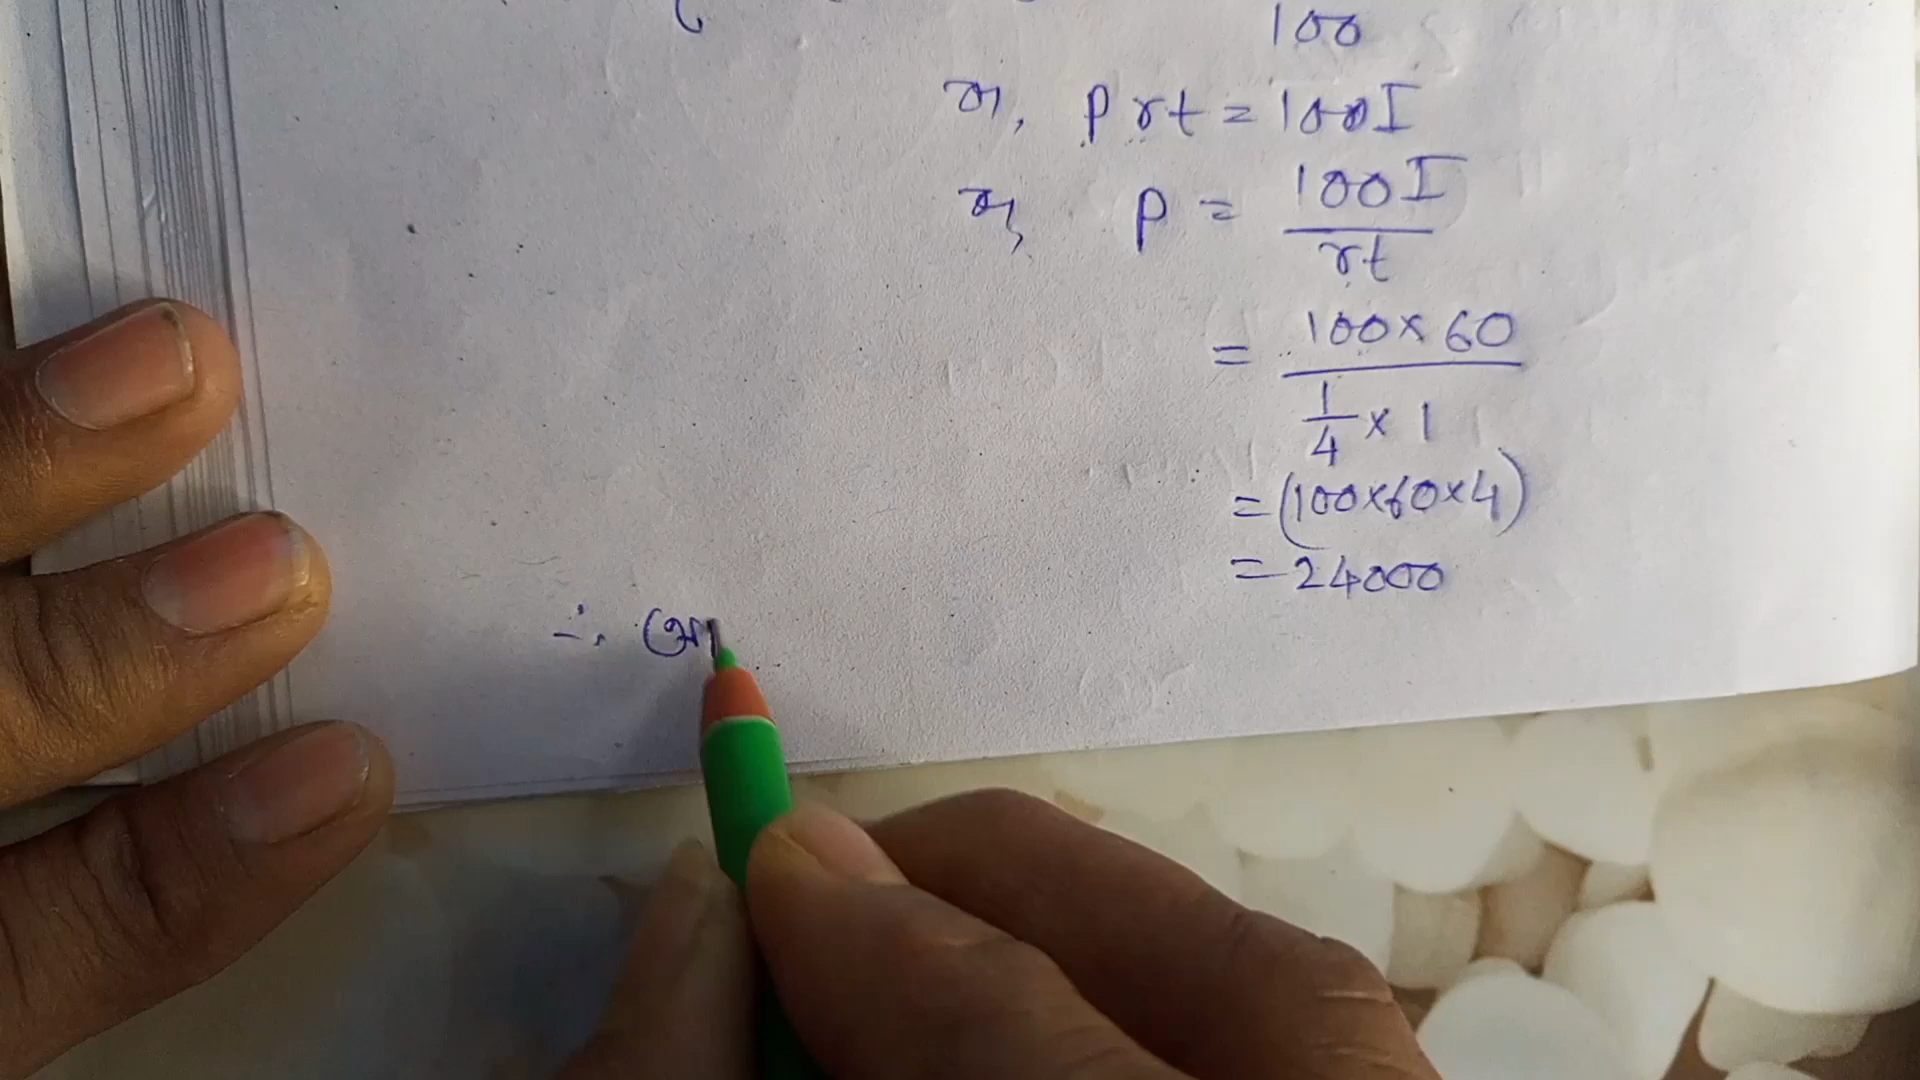 100
বা, Prt = 100I
বা, P = 100I/rt
= 100×60/(1/4 × 1)
= (100×60×4)
= 24000
∴